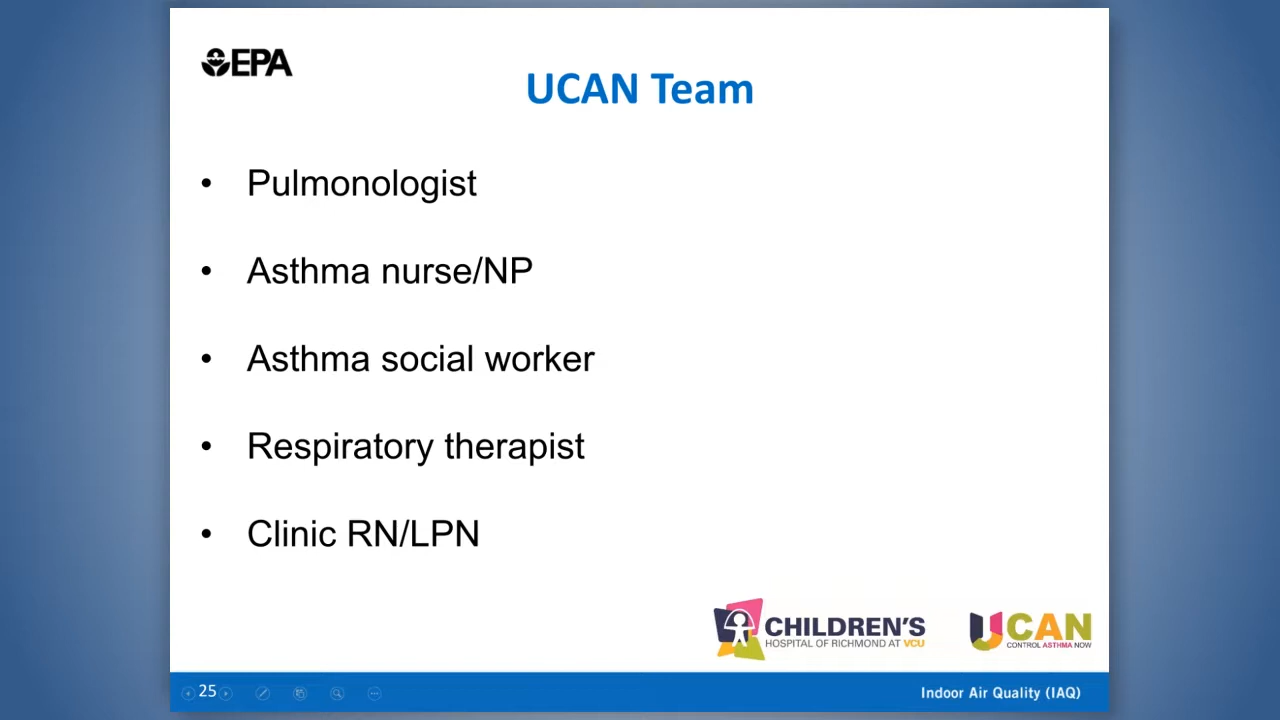 EPA
UCAN Team
• Pulmonologist
• Asthma nurse/NP
• Asthma social worker
• Respiratory therapist
• Clinic RN/LPN
CHILDREN'S
HOSPITAL OF RICHMOND AT VCU
UCAN
CONTROL ASTHMA NOW
25
Indoor Air Quality (IAQ)